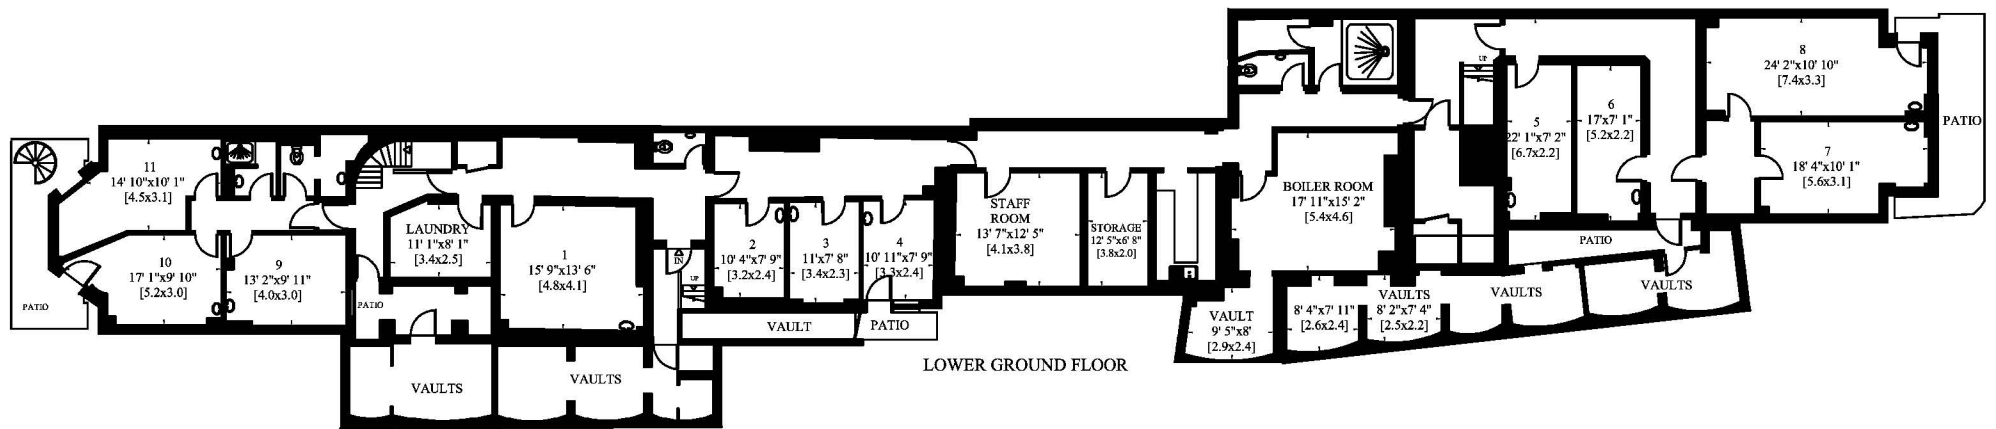 11
14' 10"x10' 1"
[4.5x3.1]
LAUNDRY
11' 1"x8' 1"
[3.4x2.5]
10
17' 1"x9' 10"
[5.2x3.0]
9
13' 2"x9' 11"
[4.0x3.0]
PATIO
PATIO
1
15' 9"x13' 6"
[4.8x4.1]
IN
UP
2
10' 4"x7' 9"
[3.2x2.4]
3
11'x7' 8"
[3.4x2.3]
4
10' 11"x7' 9"
[3.3x2.4]
VAULT
PATIO
VAULTS
VAULTS
STAFF
ROOM
13' 7"x12' 5"
[4.1x3.8]
STORAGE
12' 5"x6' 8"
[3.8x2.0]
BOILER ROOM
17' 11"x15' 2"
[5.4x4.6]
UP
5
22' 1"x7' 2"
[6.7x2.2]
6
17'x7' 1"
[5.2x2.2]
8
24' 2"x10' 10"
[7.4x3.3]
7
18' 4"x10' 1"
[5.6x3.1]
PATIO
PATIO
VAULT
9' 5"x8'
[2.9x2.4]
8' 4"x7' 11"
[2.6x2.4]
VAULTS
8' 2"x7' 4"
[2.5x2.2]
VAULTS
VAULTS
LOWER GROUND FLOOR